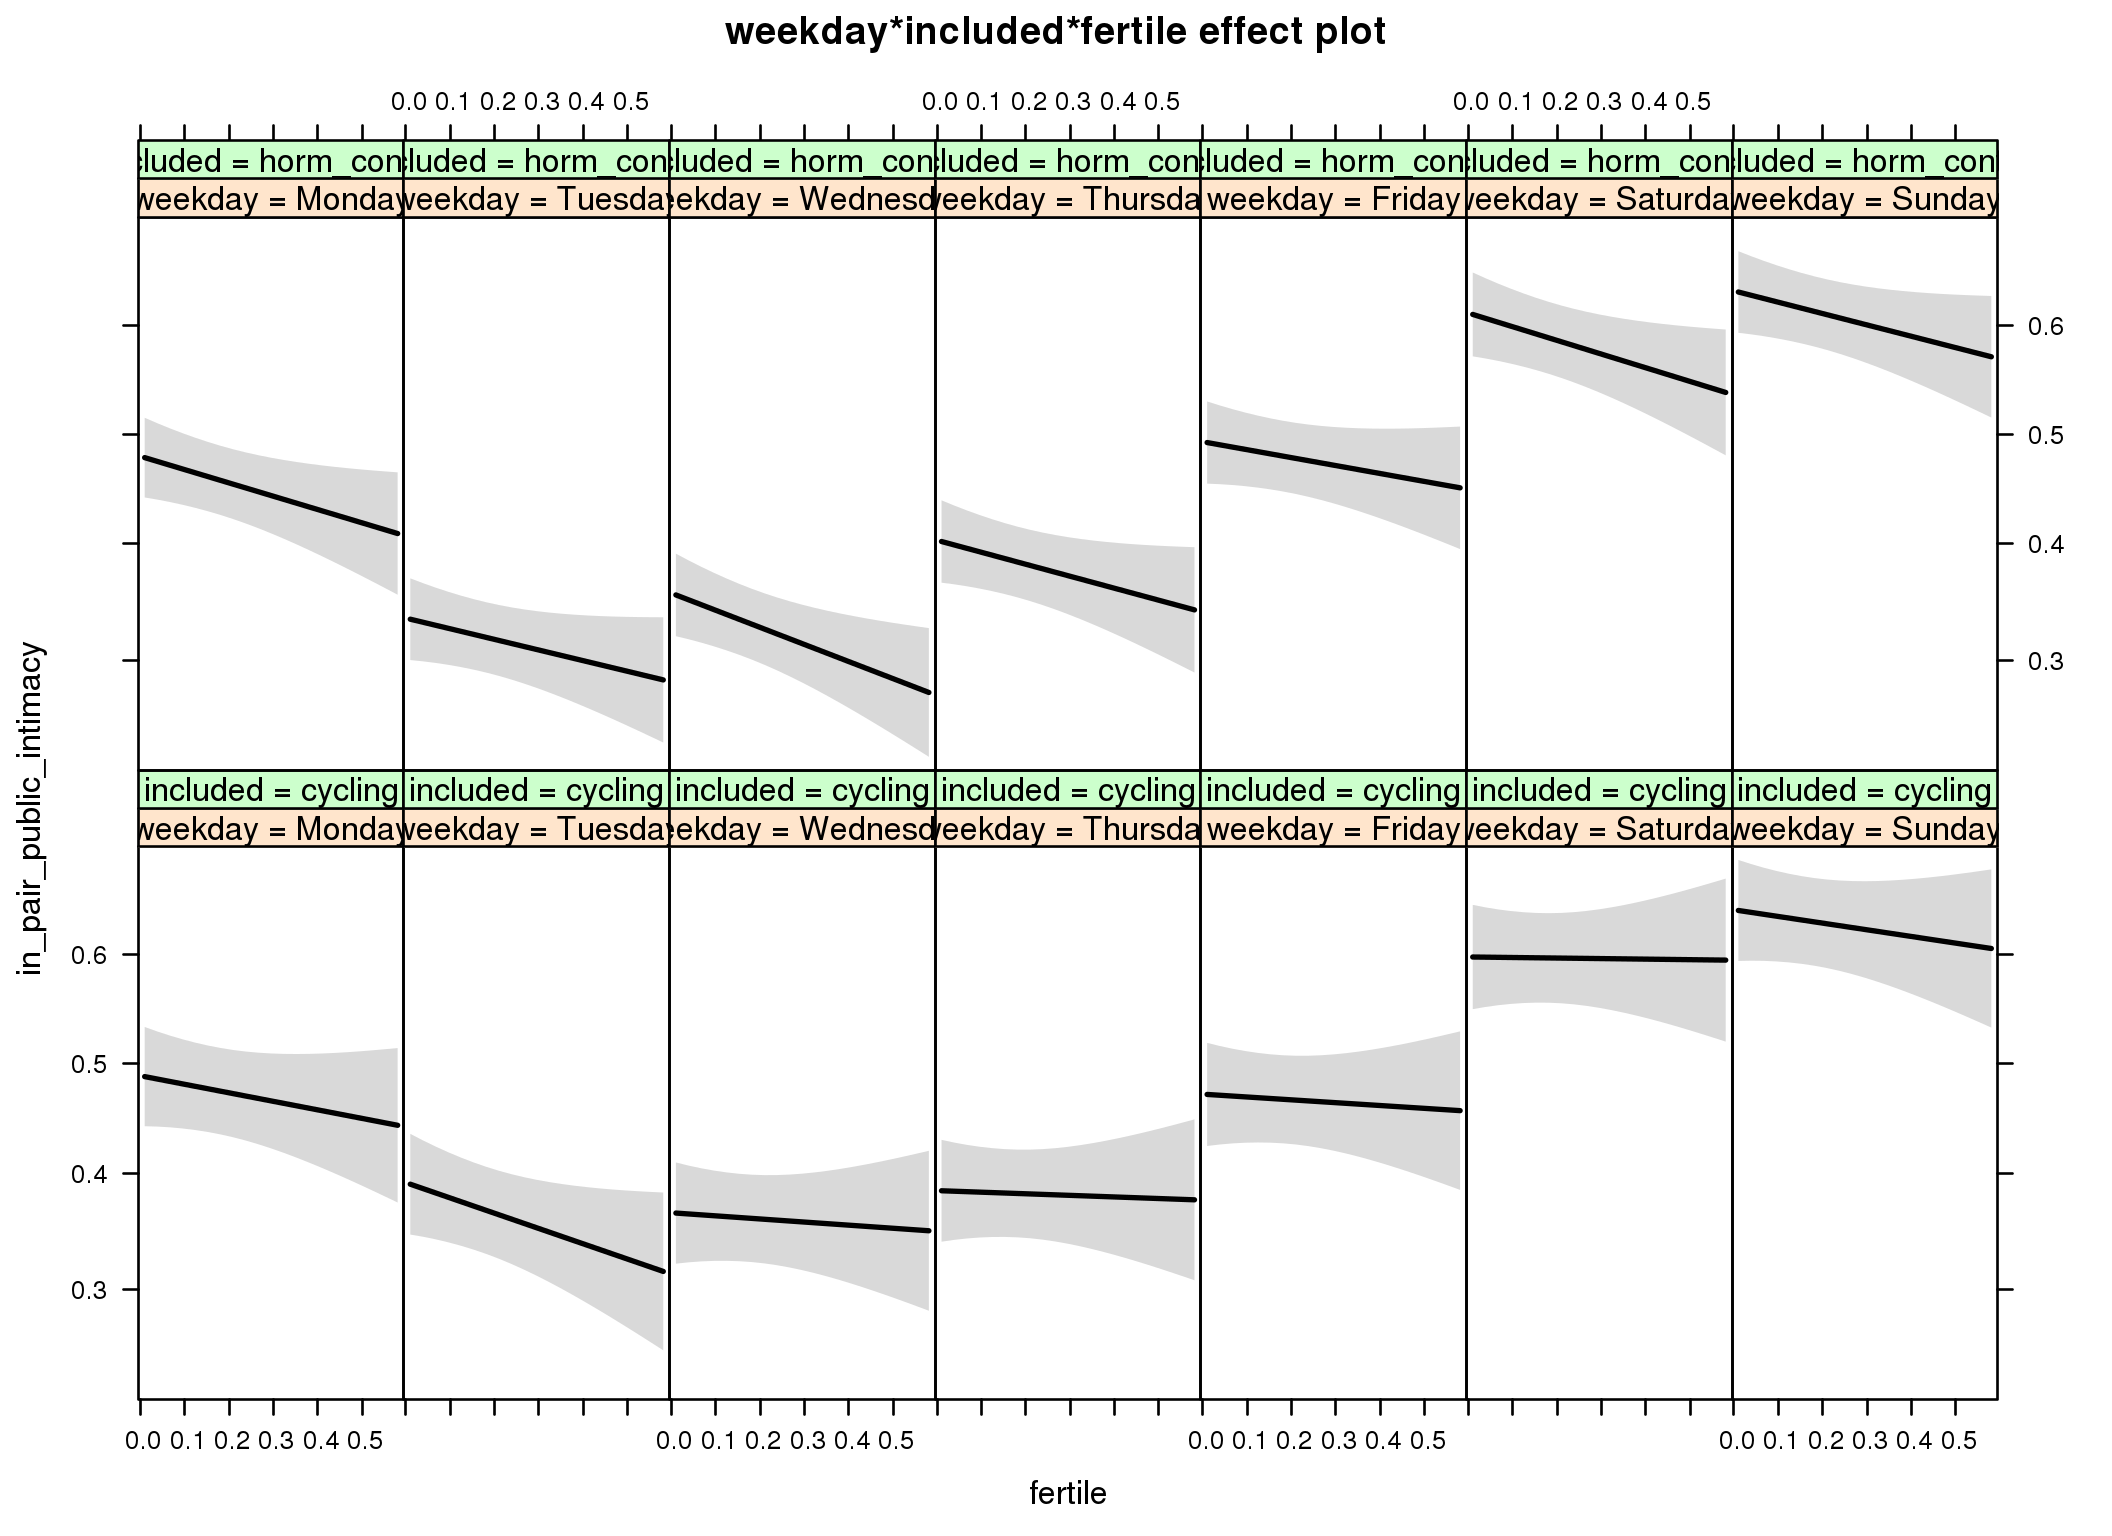 weekday*included*fertile effect plot
0.0 0.1 0.2 0.3 0.4 0.5 0.0 0.1 0.2 0.3 0.4 0.5 0.0 0.1 0.2 0.3 0.4 0.5
cluded = horm_con cluded = horm_con cluded = horm_con cluded = horm_con cluded = horm_con cluded = horm_con cluded = horm_con
weekday = Monday weekday = Tuesday eekday = Wednesd weekday = Thursda weekday = Friday weekday = Saturda weekday = Sunday
0.6
0.5
0.4
0.3
in_pair_public_intimacy
included = cycling included = cycling included = cycling included = cycling included = cycling included = cycling included = cycling
weekday = Monday weekday = Tuesday eekday = Wednesd weekday = Thursda weekday = Friday weekday = Saturda weekday = Sunday
0.6
0.5
0.4
0.3
0.0 0.1 0.2 0.3 0.4 0.5 0.0 0.1 0.2 0.3 0.4 0.5 0.0 0.1 0.2 0.3 0.4 0.5 0.0 0.1 0.2 0.3 0.4 0.5
fertile